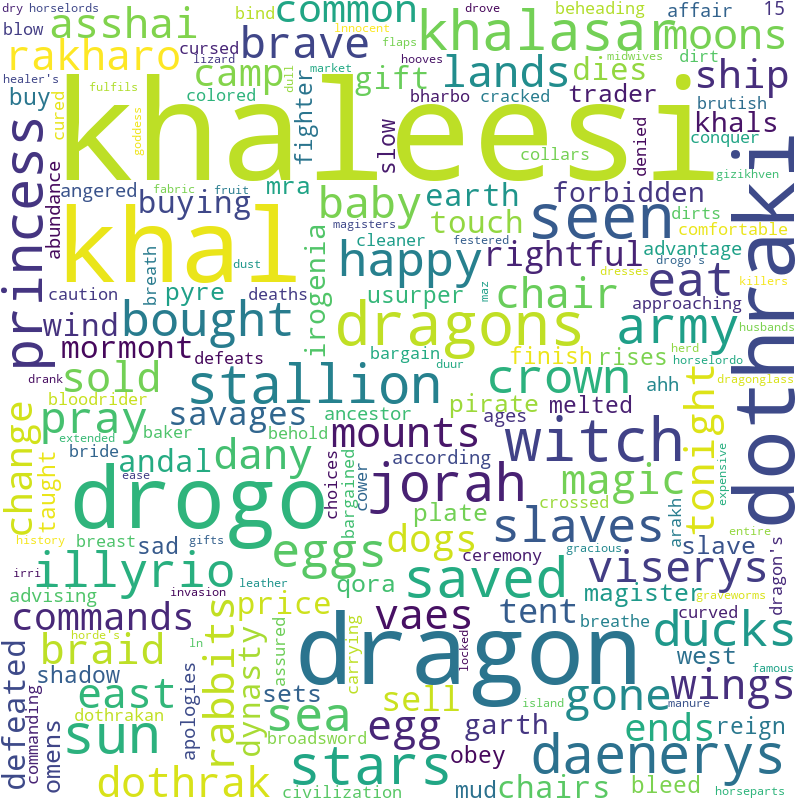 dry horselords
asshai
common
khalasar
affair
beheading
15
blow
innocent
bind
moons
rakharo
cursed
flaps
brave
lands
dies
midwives
dirt
hooves
drove
healer's
lizard
market
dull
camp
gift
ship
buy
cured
fulfils
goddess
colored
fighter
bharbo
cracked
trader
brutish
khals
conquer
khaleesi
slow
denied
collars
gizikhven
princess
abundance
angered
buying
fabric
fruit
mra
baby
earth
forbidden
dirts
comfortable
khal
magisters
touch
seen
dothraki
irogenia
cleaner
festered
rightful
advantage
drogo's
breath
dust
happy
eat
dresses
killers
caution
pyre
deaths
usurper
maz
chair
approaching
wind
bought
dragons
army
husbands
mormont
defeats
bargain
duur
finish
rises
herd
horselordo
drank
sold
stallion
crown
ahh
dragonglass
bloodrider
pirate
melted
tonight
change
pray
savages
ancestor
mounts
ages
witch
extended
baker
behold
taught
bride
andal
dany
choices
cower
according
magic
expensive
ease
drogo
jorah
crossed
bargained
plate
slaves
arakh
entire
history
gifts
breast
sad
eggs
dogs
ceremony
gracious
slave
dragon's
irri
invasion
illyrio
qora
saved
viserys
advising
leather
magister
graveworms
commands
rabbits
price
vaes
tent
breathe
curved
famous
horde's
ln
dynasty
assured
carrying
dragon
locked
ducks
braid
west
manure
defeated
commanding
shadow
east
sets
sell
gone
wings
omens
dothrakan
apologies
sea
egg
garth
island
ends
reign
sun
broadsword
obey
daenerys
dothrak
stars
mud
chairs
bleed
civilization
horseparts